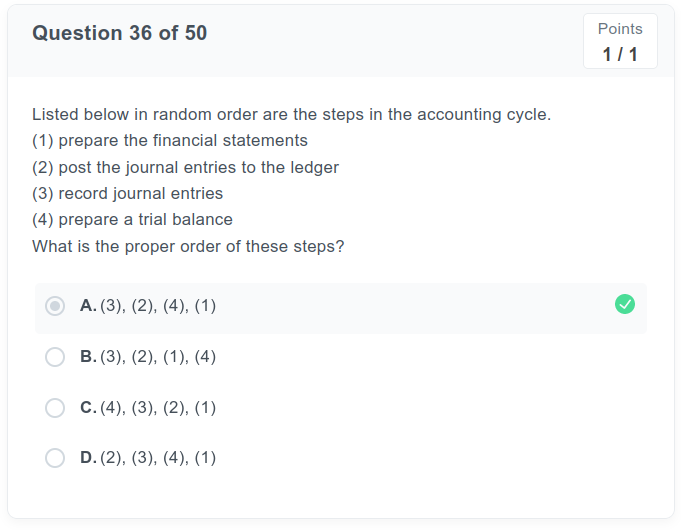 Question 36 of 50
Points
1 / 1
Listed below in random order are the steps in the accounting cycle.
(1) prepare the financial statements
(2) post the journal entries to the ledger
(3) record journal entries
(4) prepare a trial balance
What is the proper order of these steps?
A. (3), (2), (4), (1)
B. (3), (2), (1), (4)
C. (4), (3), (2), (1)
D. (2), (3), (4), (1)